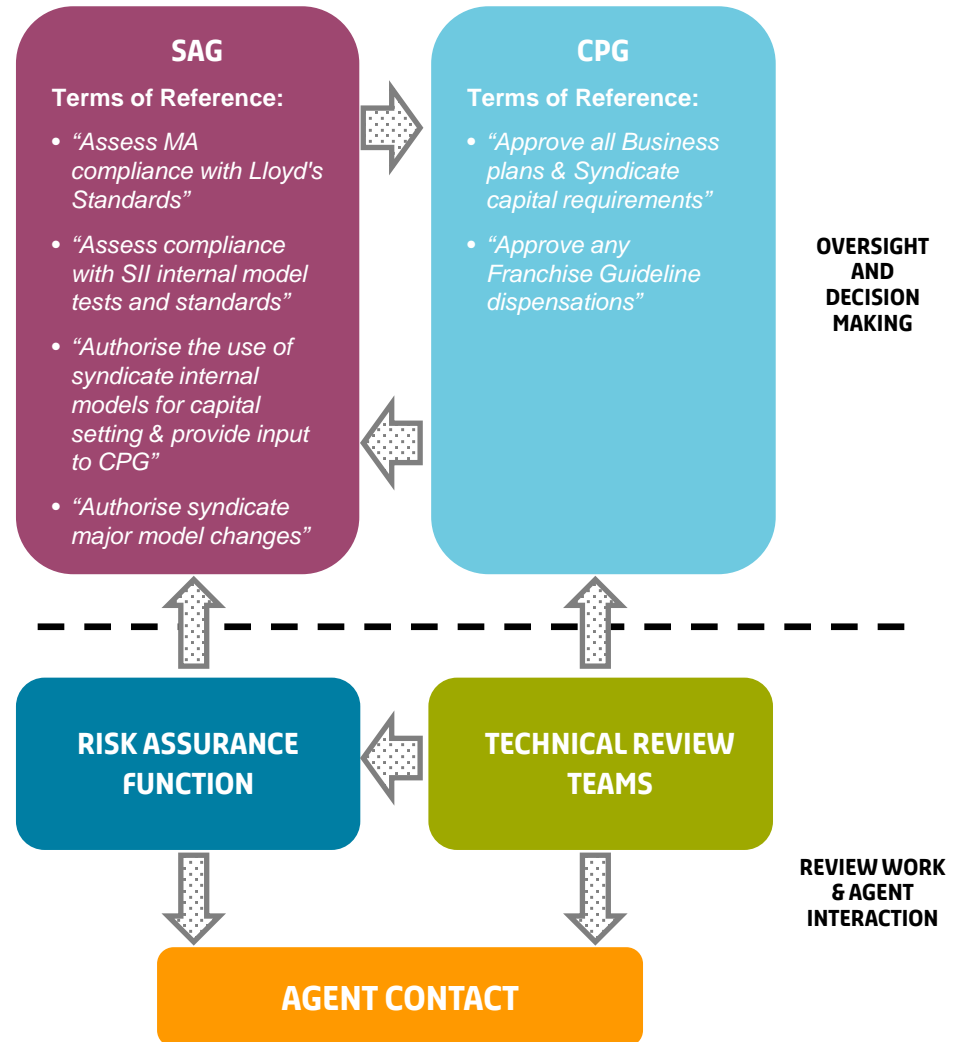 SAG
Terms of Reference:
• “Assess MA
compliance with Lloyd's
Standards”
• “Assess compliance
with SII internal model
tests and standards”
• “Authorise the use of
syndicate internal
models for capital
setting & provide input
to CPG”
• “Authorise syndicate
major model changes”
CPG
Terms of Reference:
• “Approve all Business
plans & Syndicate
capital requirements”
• “Approve any
Franchise Guideline
dispensations”
OVERSIGHT
AND
DECISION
MAKING
RISK ASSURANCE
FUNCTION
TECHNICAL REVIEW
TEAMS
REVIEW WORK
& AGENT
INTERACTION
AGENT CONTACT